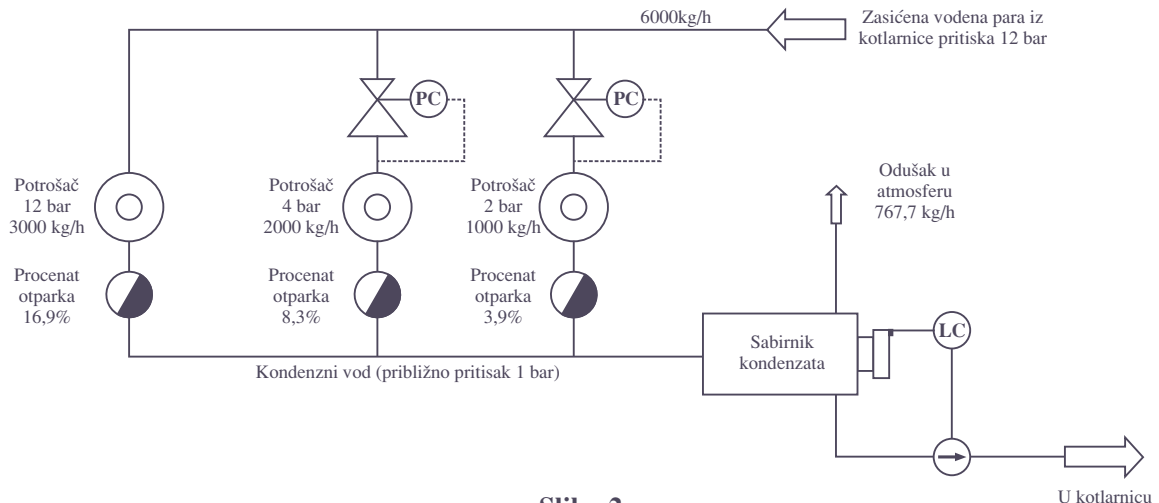 6000kg/h
Zasićena vodena para iz
kotlarnice pritiska 12 bar
PC
PC
Potrošač
12 bar
3000 kg/h
Potrošač
4 bar
2000 kg/h
Potrošač
2 bar
1000 kg/h
Odušak u
atmosferu
767,7 kg/h
Procenat
otparka
16,9%
Procenat
otparka
8,3%
Procenat
otparka
3,9%
Sabirnik
kondenzata
LC
Kondenzni vod (približno pritisak 1 bar)
U kotlarnicu